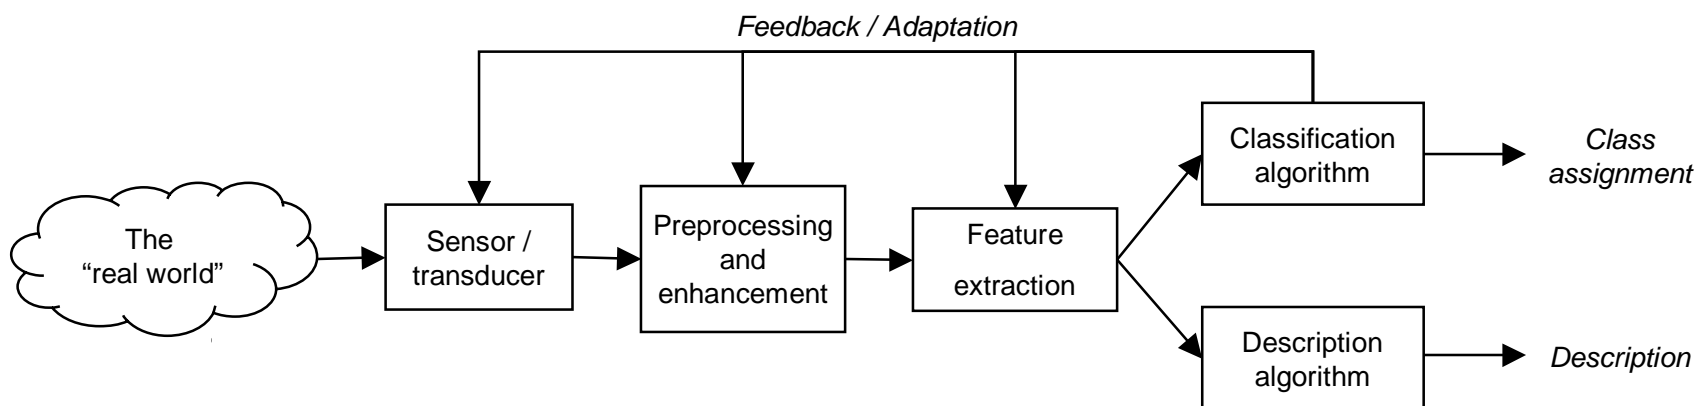 Feedback / Adaptation
The
“real world”
Sensor /
transducer
Preprocessing
and
enhancement
Feature
extraction
Classification
algorithm
Class
assignment
Description
algorithm
Description